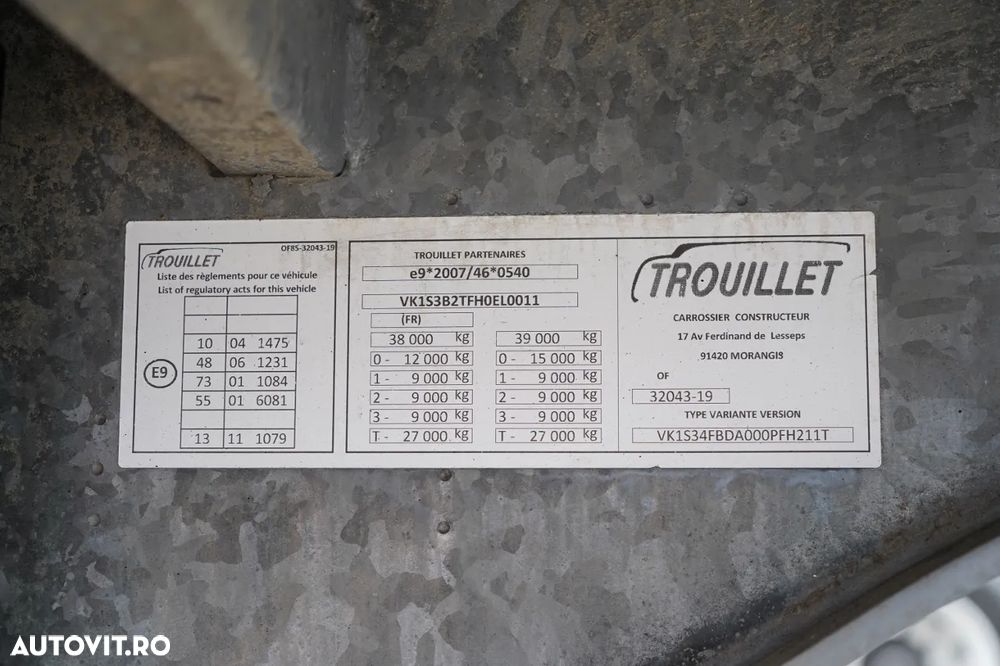 OF85-32043-19
TROUILLET
Liste des règlements pour ce véhicule
List of regulatory acts for this vehicle
E9
10 04 1475
48 06 1231
73 01 1084
55 01 6081
13 11 1079
TROUILLET PARTENAIRES
e9*2007/46*0540
VK1S3B2TFH0EL0011
(FR)
38 000 kg 39 000 kg
0 - 12 000 kg 0 - 15 000 kg
1 - 9 000 kg 1 - 9 000 kg
2 - 9 000 kg 2 - 9 000 kg
3 - 9 000 kg 3 - 9 000 kg
T - 27 000 kg T - 27 000 kg
TROUILLET
CARROSSIER CONSTRUCTEUR
17 Av Ferdinand de Lesseps
91420 MORANGIS
OF
32043-19
TYPE VARIANTE VERSION
VK1S34FBDA000PFH211T
AUTOVIT.RO